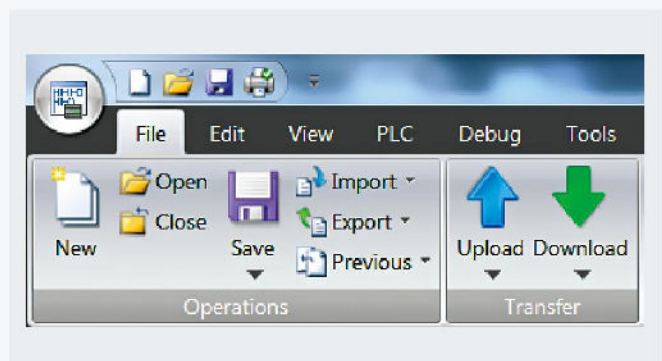 File Edit View PLC Debug Tools
New
Open
Close
Save
Import
Export
Previous
Operations
Upload Download
Transfer